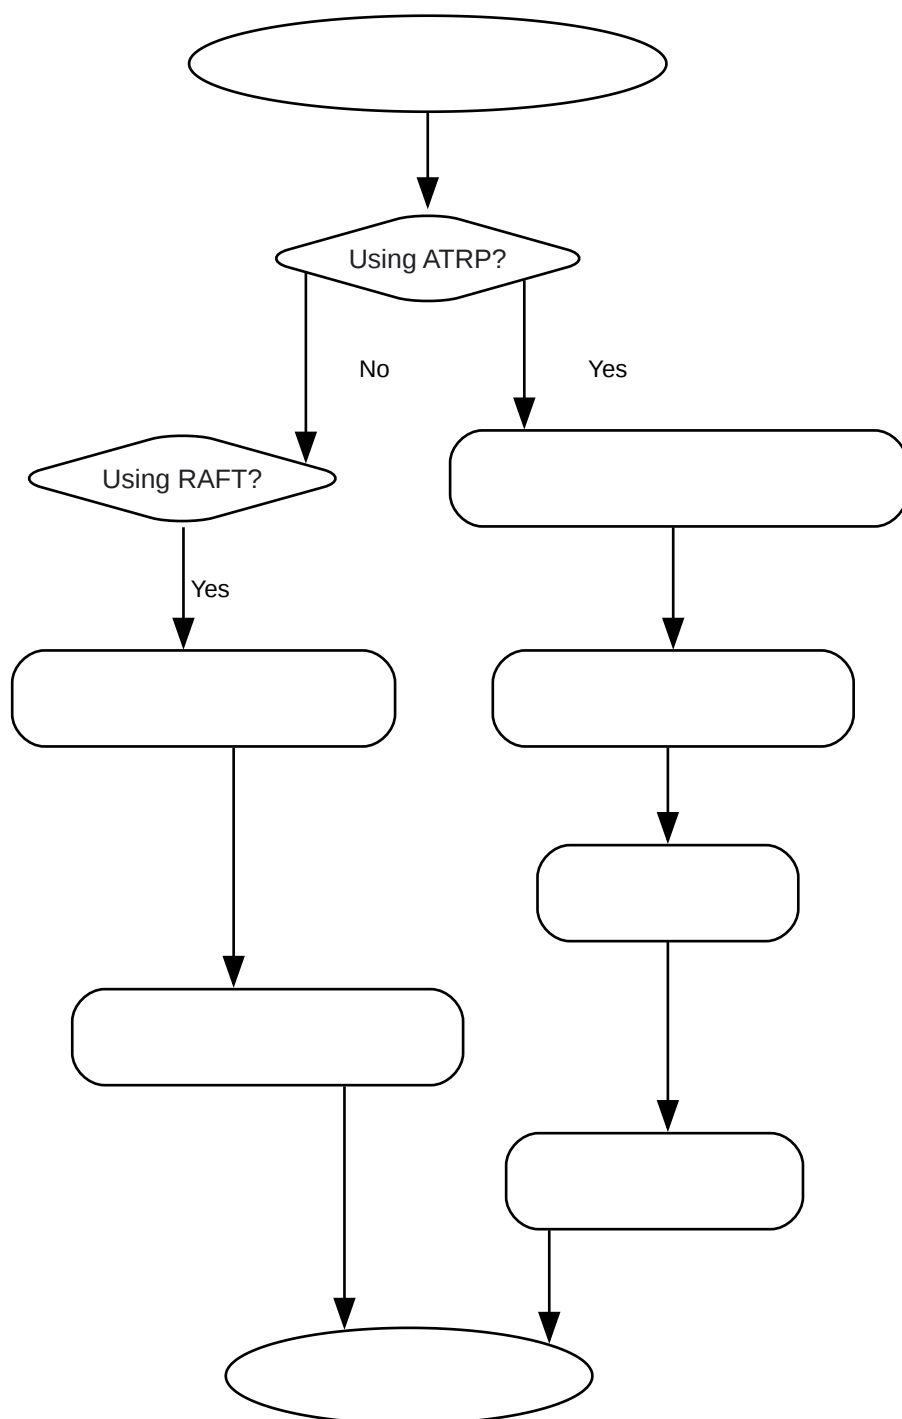 Using ATRP?
No
Yes
Using RAFT?
Yes